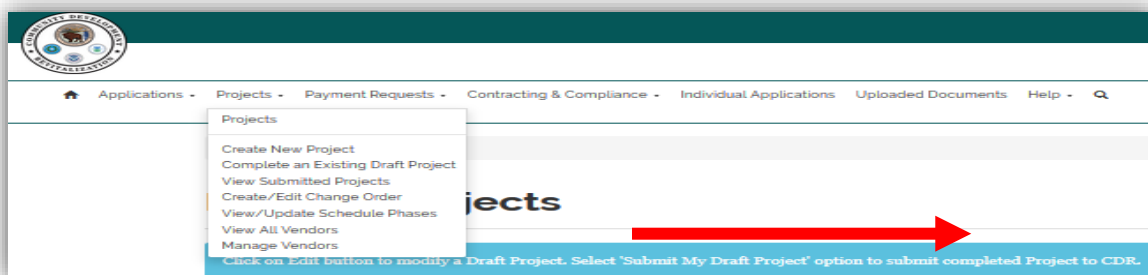 COMMUNITY DEVELOPMENT
REVITALIZATION
Applications Projects Payment Requests Contracting & Compliance Individual Applications Uploaded Documents Help
Projects
Create New Project
Complete an Existing Draft Project
View Submitted Projects
Create/Edit Change Order
View/Update Schedule Phases
View All Vendors
Manage Vendors
jects
Click on Edit button to modify a Draft Project. Select 'Submit My Draft Project' option to submit completed Project to CDR.